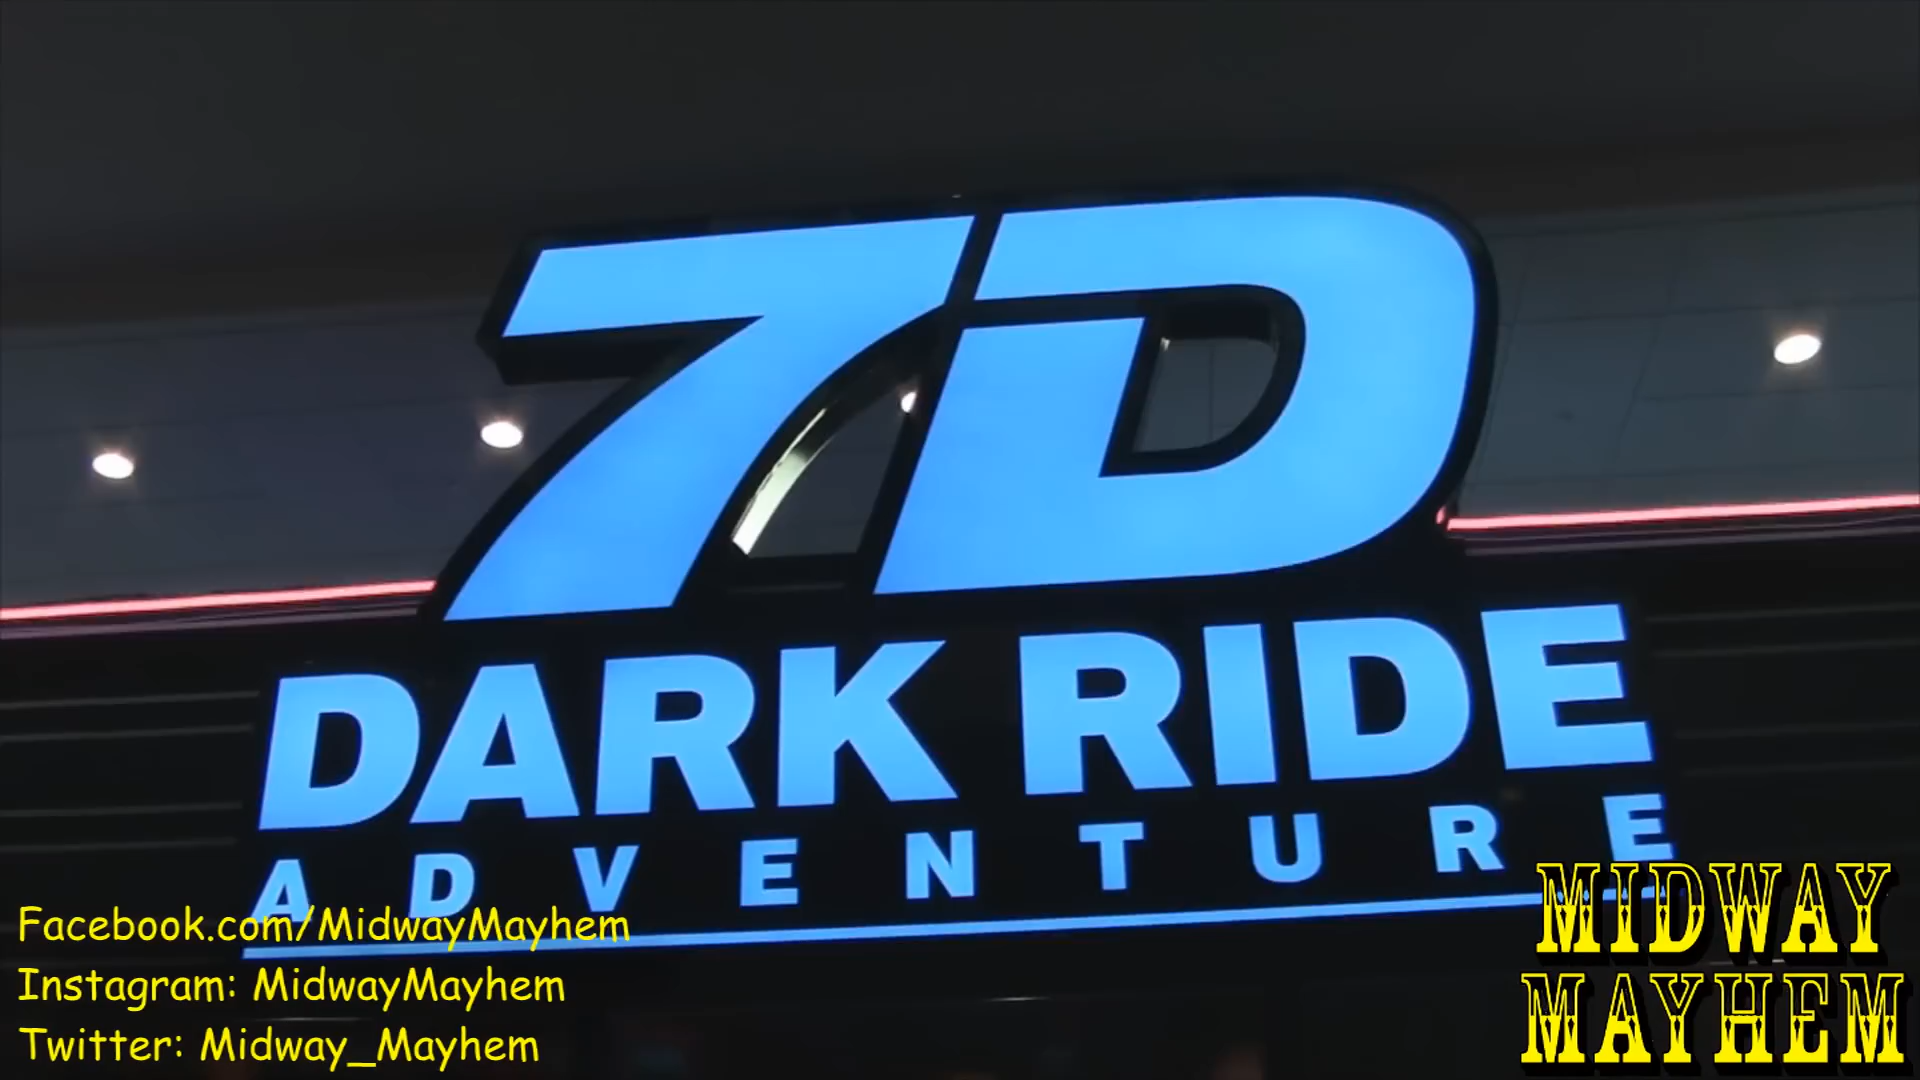 7D
DARK RIDE
ADVENTURE
Facebook.com/MidwayMayhem
Instagram: MidwayMayhem
Twitter: Midway_Mayhem
MIDWAY
MAYHEM